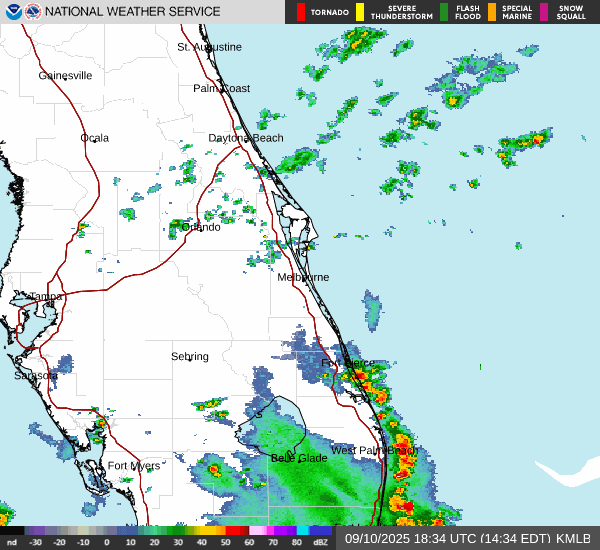 NATIONAL WEATHER SERVICE
TORNADO
SEVERE
THUNDERSTORM
FLASH
FLOOD
SPECIAL
MARINE
SNOW
SQUALL
St. Augustine
Gainesville
Palm Coast
Ocala
Daytona Beach
Orlando
Melbourne
Tampa
Sebring
Fort Pierce
Sarasota
West Palm Beach
Belle Glade
Fort Myers
nd -30 -20 -10 0 10 20 30 40 50 60 70 80 dBZ
09/10/2025 18:34 UTC (14:34 EDT) KMLB